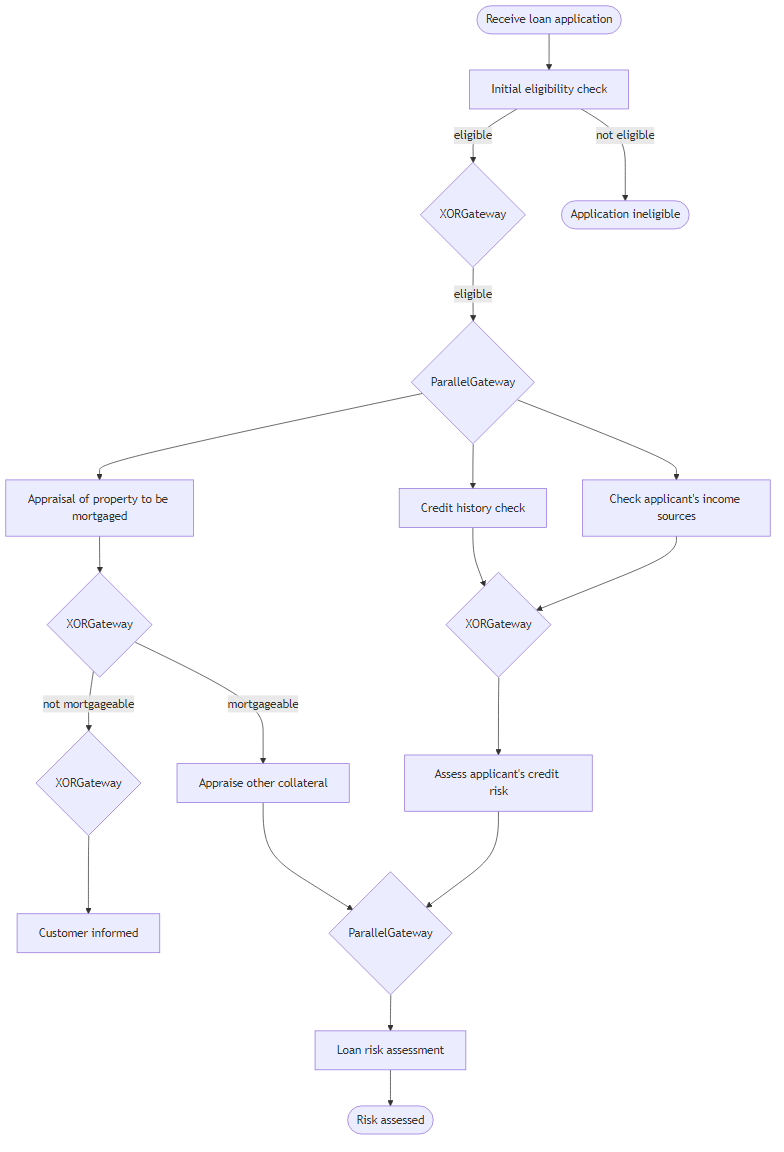 Receive loan application
Initial eligibility check
eligible
not eligible
XORGateway
Application ineligible
eligible
ParallelGateway
Appraisal of property to be
mortgaged
Credit history check
Check applicant's income
sources
XORGateway
XORGateway
not mortgageable
mortgageable
XORGateway
Appraise other collateral
Assess applicant's credit
risk
Customer informed
ParallelGateway
Loan risk assessment
Risk assessed